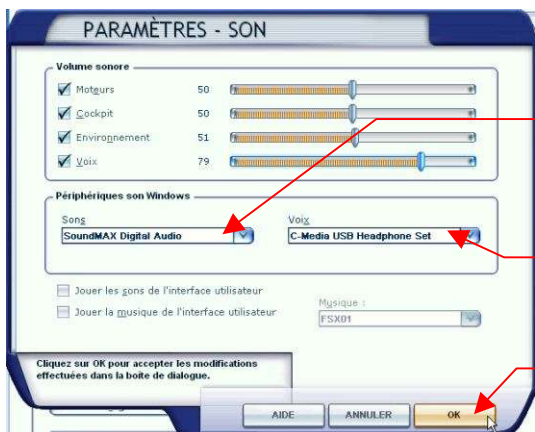 PARAMÈTRES - SON
Volume sonore
Moteurs 50
Cockpit 50
Environnement 51
Voix 79
Périphériques son Windows
Sons Voix
SoundMAX Digital Audio C-Media USB Headphone Set
Jouer les sons de l'interface utilisateur
Jouer la musique de l'interface utilisateur
Musique :
FSX01
Cliquez sur OK pour accepter les modifications
effectuées dans la boîte de dialogue.
AIDE ANNULER OK